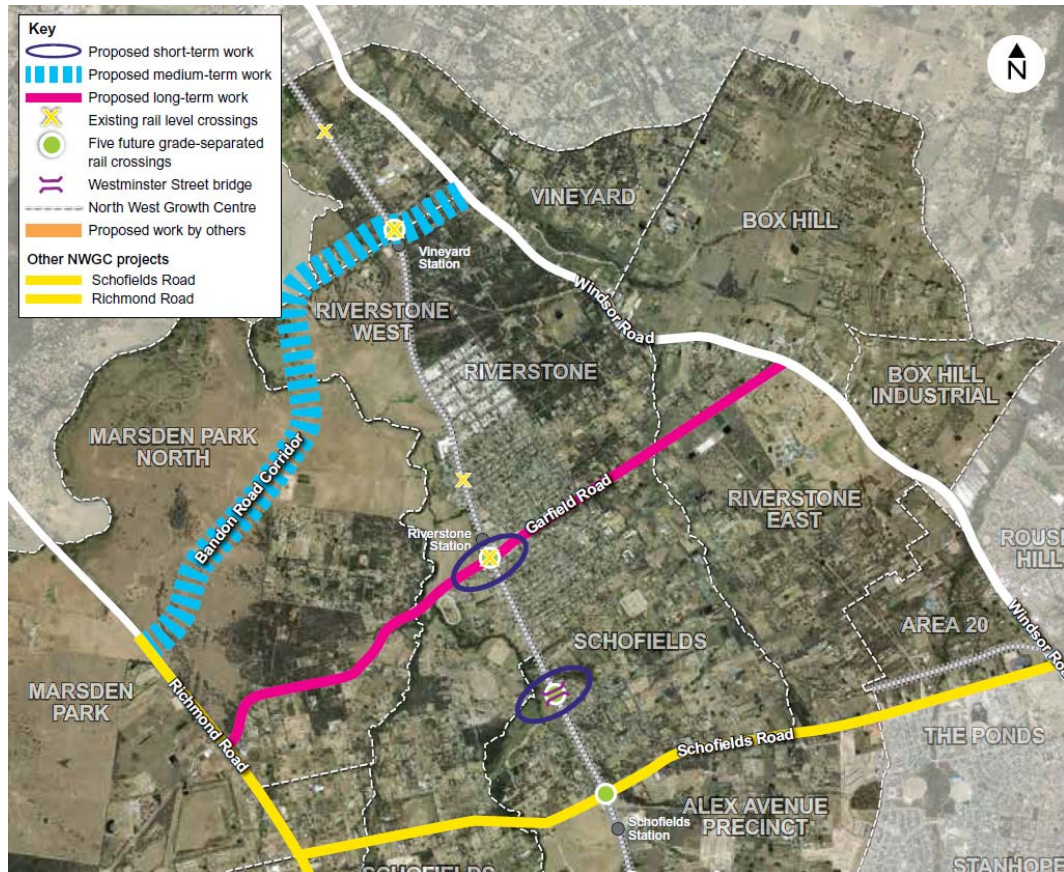 Key
Proposed short-term work
Proposed medium-term work
Proposed long-term work
Existing rail level crossings
Five future grade-separated
rail crossings
Westminster Street bridge
North West Growth Centre
Proposed work by others
Other NWGC projects
Schofields Road
Richmond Road
N
VINEYARD
BOX HILL
Vineyard
Station
Windsor Road
RIVERSTONE
WEST
RIVERSTONE
BOX HILL
INDUSTRIAL
MARSDEN PARK
NORTH
Bandon Road Corridor
Garfield Road
RIVERSTONE
EAST
Riverstone
Station
ROUSE
HILL
SCHOFIELDS
AREA 20
Windsor Roa
MARSDEN
PARK
Richmond Road
Schofields Road
THE PONDS
ALEX AVENUE
PRECINCT
Schofields
Station
SCHOFIELDS
STANHOPE